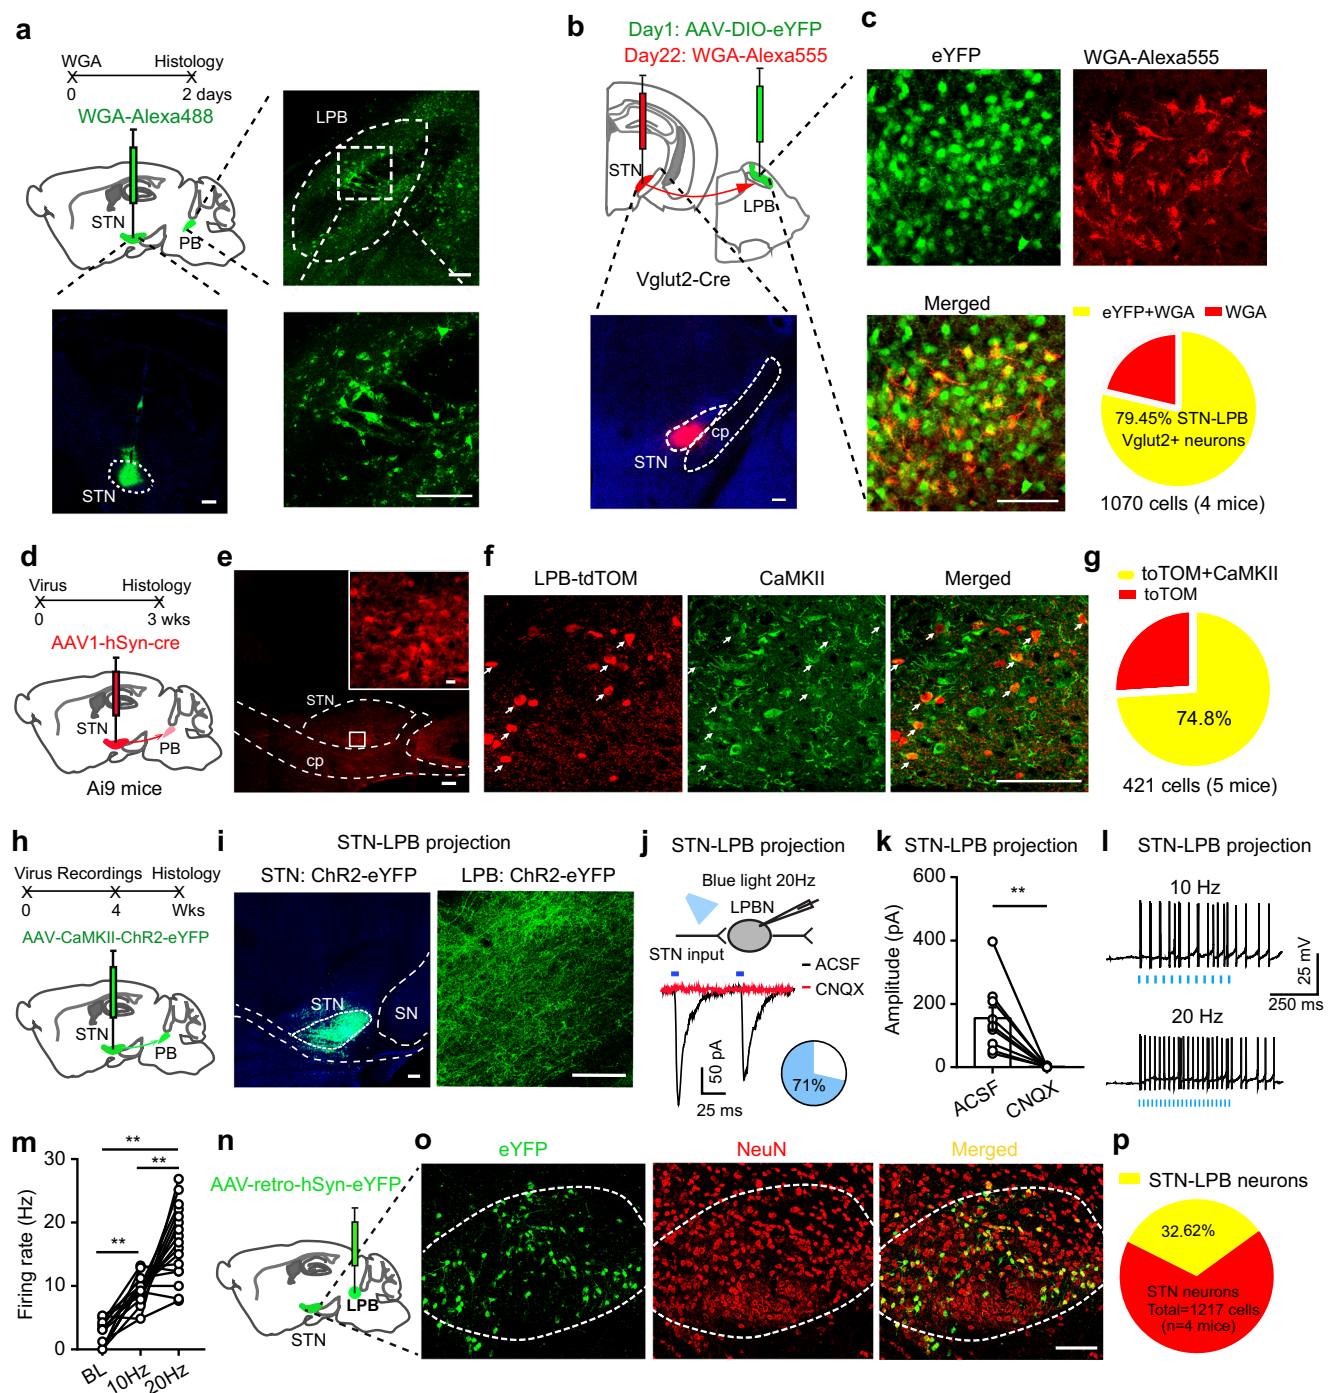 a
WGA Histology
0 2 days
WGA-Alexa488
STN
PB
LPB
STN
b
Day1: AAV-DIO-eYFP
Day22: WGA-Alexa555
STN
LPB
Vglut2-Cre
cp
STN
c
eYFP WGA-Alexa555
Merged
eYFP+WGA WGA
79.45% STN-LPB
Vglut2+ neurons
1070 cells (4 mice)
d
Virus Histology
0 3 wks
AAV1-hSyn-cre
STN
PB
Ai9 mice
e
STN
cp
f
LPB-tdTOM CaMKII Merged
g
toTOM+CaMKII
toTOM
74.8%
421 cells (5 mice)
h
Virus Recordings Histology
0 4 Wks
AAV-CaMKII-ChR2-eYFP
STN
PB
i
STN-LPB projection
STN: ChR2-eYFP LPB: ChR2-eYFP
STN
SN
j
STN-LPB projection
Blue light 20Hz
LPBN
STN input
ACSF
CNQX
50 pA
25 ms
71%
k
STN-LPB projection
600
**
400
200
0
Amplitude (pA)
ACSF CNQX
l
STN-LPB projection
10 Hz
25 mV
250 ms
20 Hz
m
**
**
**
30
20
10
0
Firing rate (Hz)
BL 10Hz 20Hz
n
AAV-retro-hSyn-eYFP
LPB
STN
o
eYFP NeuN Merged
p
STN-LPB neurons
32.62%
STN neurons
Total=1217 cells
(n=4 mice)